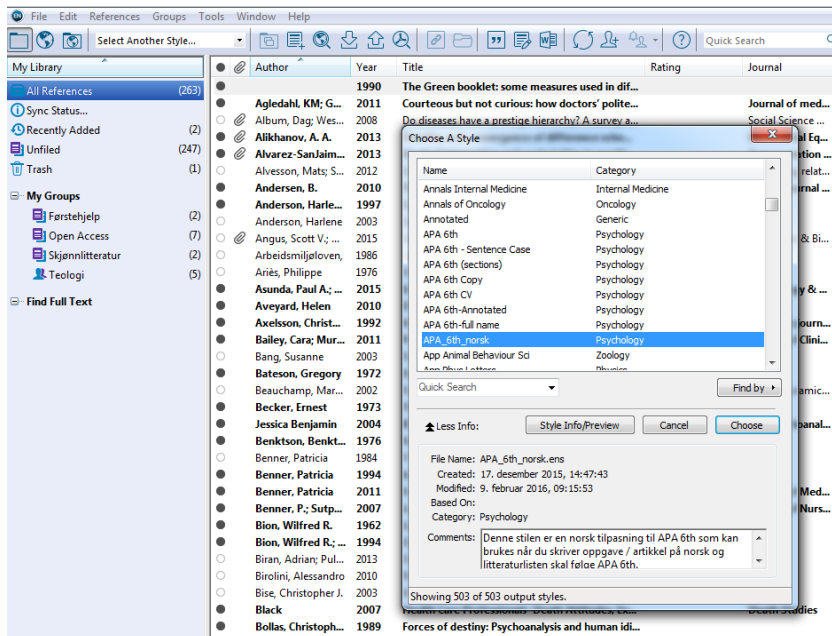 File Edit References Groups Tools Window Help
Select Another Style... Quick Search
My Library Author Year Title Rating Journal
All References (263)
Sync Status...
Recently Added (2)
Unfiled (247)
Trash (1)
My Groups
Førstehjelp (2)
Open Access (7)
Skjønnlitteratur (2)
Teologi (5)
Find Full Text
1990 The Green booklet: some measures used in dif...
Agledahl, KM; G... 2011 Courteous but not curious: how doctors' polite... Journal of med...
Album, Dag; Wes... 2008 Do diseases have a prestige hierarchy? A survey a... Social Science ...
Alikhanov, A. A. 2013
Alvarez-SanJaim... 2013
Alvesson, Mats; S... 2012
Andersen, B. 2010
Anderson, Harle... 1997
Anderson, Harlene 2003
Angus, Scott V.; ... 2015
Arbeidsmiljøloven, 1986
Ariès, Philippe 1976
Asunda, Paul A.; ... 2015
Aveyard, Helen 2010
Axelsson, Christ... 1992
Bailey, Cara; Mur... 2011
Bang, Susanne 2003
Bateson, Gregory 1972
Beauchamp, Mar... 2002
Becker, Ernest 1973
Jessica Benjamin 2004
Benktson, Benkt... 1976
Benner, Patricia 1984
Benner, Patricia 1994
Benner, Patricia 2011
Benner, P.; Sutp... 2007
Bion, Wilfred R. 1962
Bion, Wilfred R.; ... 1994
Biran, Adrian; Pul... 2013
Birolini, Alessandro 2010
Bise, Christopher J. 2003
Black 2007
Bollas, Christoph... 1989 Forces of destiny: Psychoanalysis and human idi...
Choose A Style
Name Category
Annals Internal Medicine Internal Medicine
Annals of Oncology Oncology
Annotated Generic
APA 6th Psychology
APA 6th - Sentence Case Psychology
APA 6th (sections) Psychology
APA 6th Copy Psychology
APA 6th CV Psychology
APA 6th-Annotated Psychology
APA 6th-full name Psychology
APA_6th_norsk Psychology
App Animal Behaviour Sci Zoology
App Phys Letters Physics
Quick Search Find by
Less Info: Style Info/Preview Cancel Choose
File Name: APA_6th_norsk.ens
Created: 17. desember 2015, 14:47:43
Modified: 9. februar 2016, 09:15:53
Based On:
Category: Psychology
Comments: Denne stilen er en norsk tilpasning til APA 6th som kan
brukes når du skriver oppgave / artikkel på norsk og
litteraturlisten skal følge APA 6th.
Showing 503 of 503 output styles.